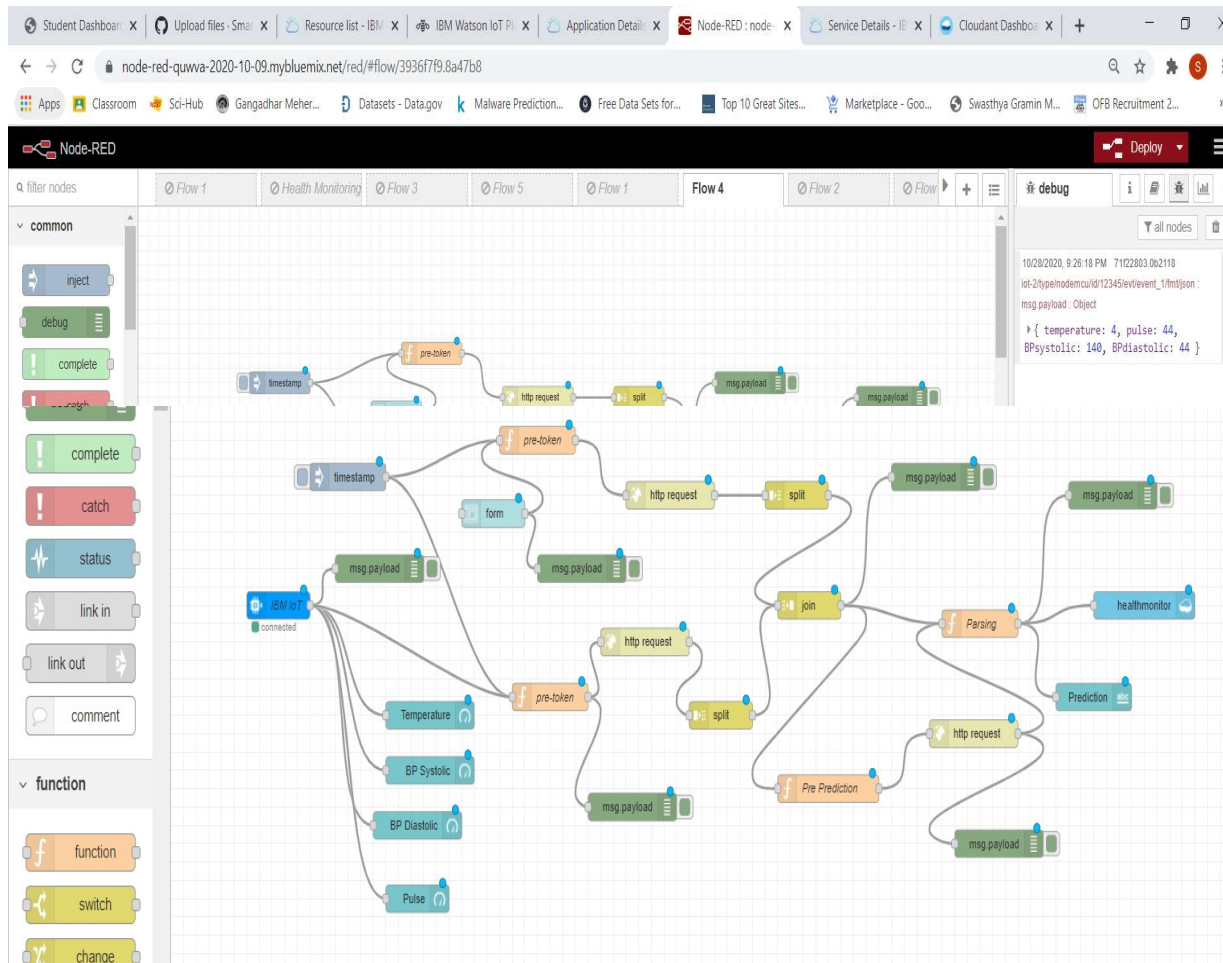 Student Dashboar
Upload files · Smar
Resource list - IBM
IBM Watson IoT Pl
Application Details
Node-RED : node-
Service Details - IB
Cloudant Dashboa
node-red-quwva-2020-10-09.mybluemix.net/red/#flow/3936f7f9.8a47b8
S
Apps
Classroom
Sci-Hub
Gangadhar Meher...
Datasets - Data.gov
Malware Prediction...
Free Data Sets for...
Top 10 Great Sites...
Marketplace - Goo...
Swasthya Gramin M...
OFB Recruitment 2...
Node-RED
Deploy
filter nodes
Flow 1
Health Monitoring
Flow 3
Flow 5
Flow 1
Flow 4
Flow 2
Flow
debug
all nodes
common
inject
debug
complete
catch
10/28/2020, 9:26:18 PM 71f22803.0b2118
iot-2/type/nodemcu/id/12345/evt/event_1/fmt/json :
msg.payload : Object
{ temperature: 4, pulse: 44,
BPsystolic: 140, BPdiastolic: 44 }
pre-token
timestamp
http request
split
msg.payload
msg.payload
complete
catch
status
link in
link out
comment
function
function
switch
change
pre-token
timestamp
http request
split
msg.payload
msg.payload
form
msg.payload
msg.payload
IBM IoT
connected
join
healthmonitor
Parsing
http request
pre-token
Temperature
split
Prediction
http request
BP Systolic
Pre Prediction
msg.payload
BP Diastolic
msg.payload
Pulse